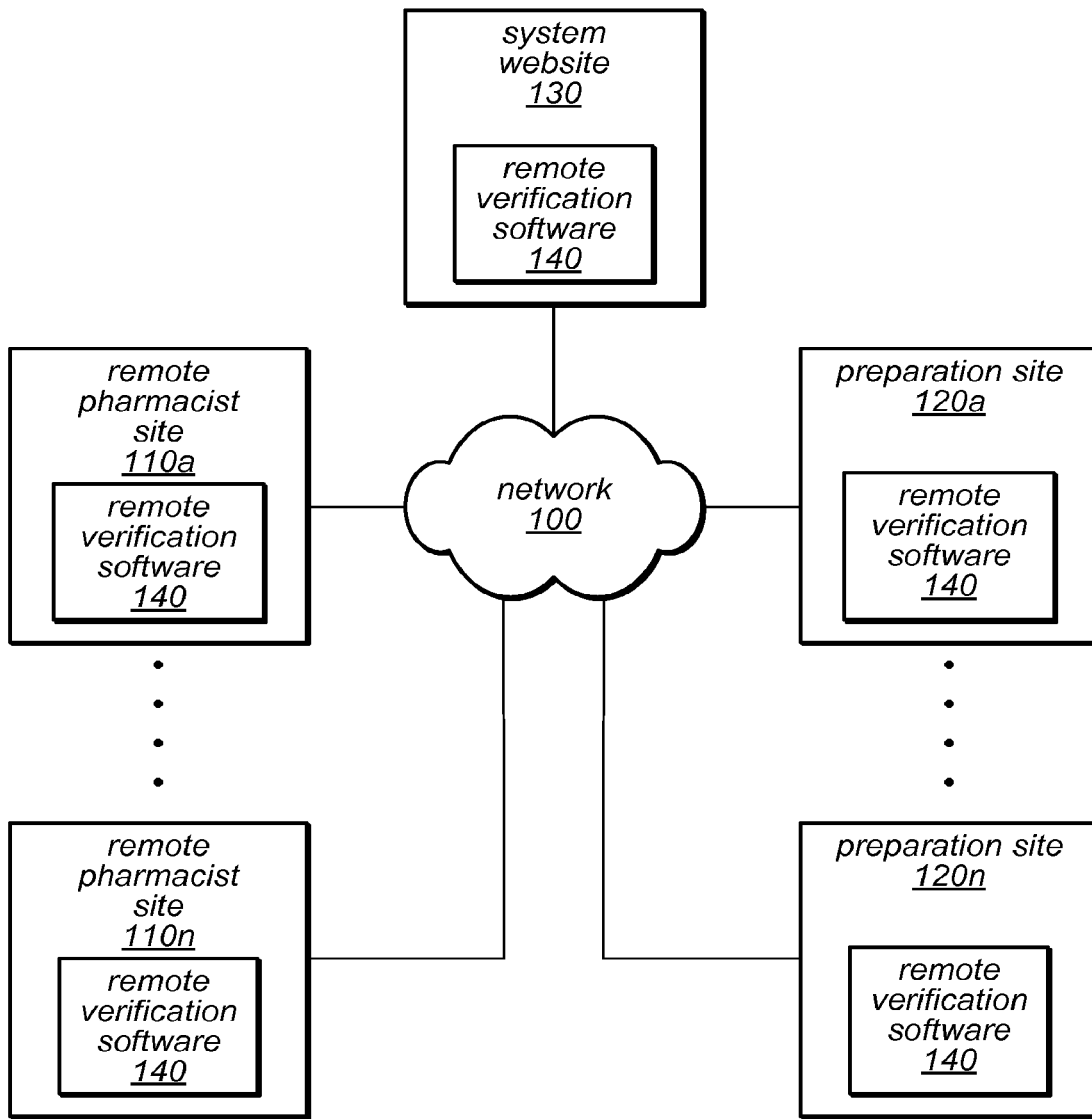 system
website
130
remote
verification
software
140
remote
pharmacist
site
110a
remote
verification
software
140
network
100
preparation site
120a
remote
verification
software
140
remote
pharmacist
site
110n
remote
verification
software
140
preparation site
120n
remote
verification
software
140